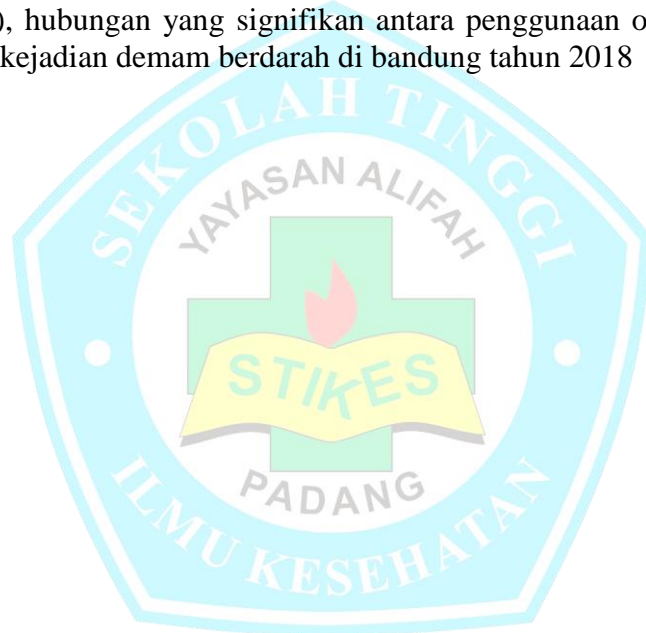 ), hubungan yang signifikan antara penggunaan o
kejadian demam berdarah di bandung tahun 2018
SEKOLAH TINGGI
YAYASAN ALIFAH
STIKES
PADANG
ILMU KESEHATAN